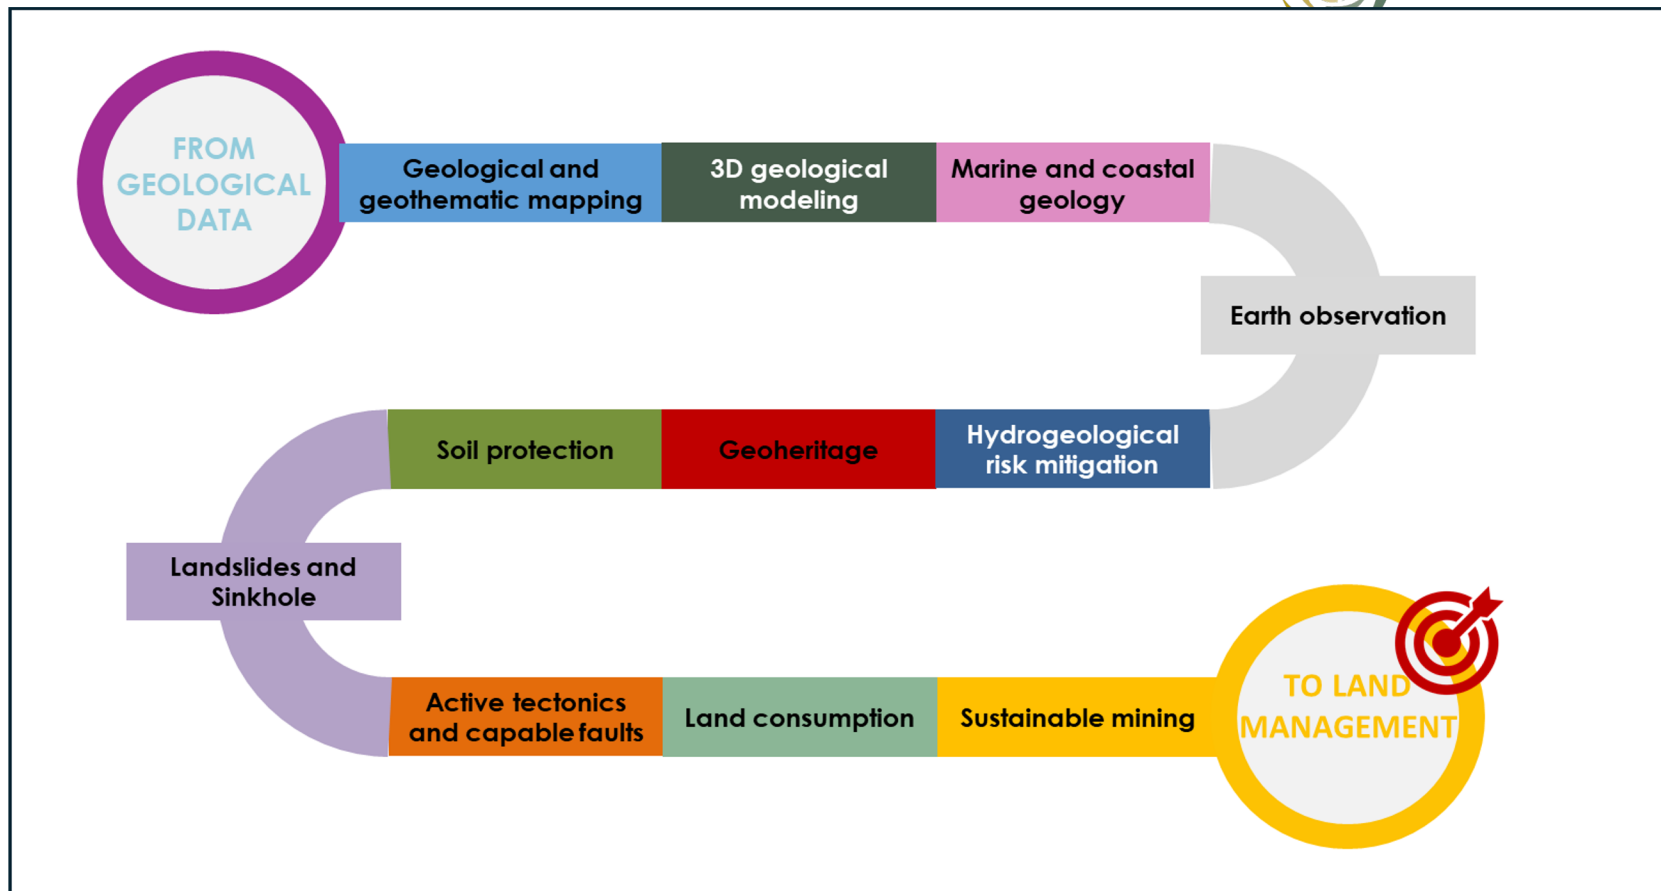 FROM
GEOLOGICAL
DATA
Geological and
geothematic mapping
3D geological
modeling
Marine and coastal
geology
Earth observation
Hydrogeological
risk mitigation
Geoheritage
Soil protection
Landslides and
Sinkhole
Active tectonics
and capable faults
Land consumption
Sustainable mining
TO LAND
MANAGEMENT